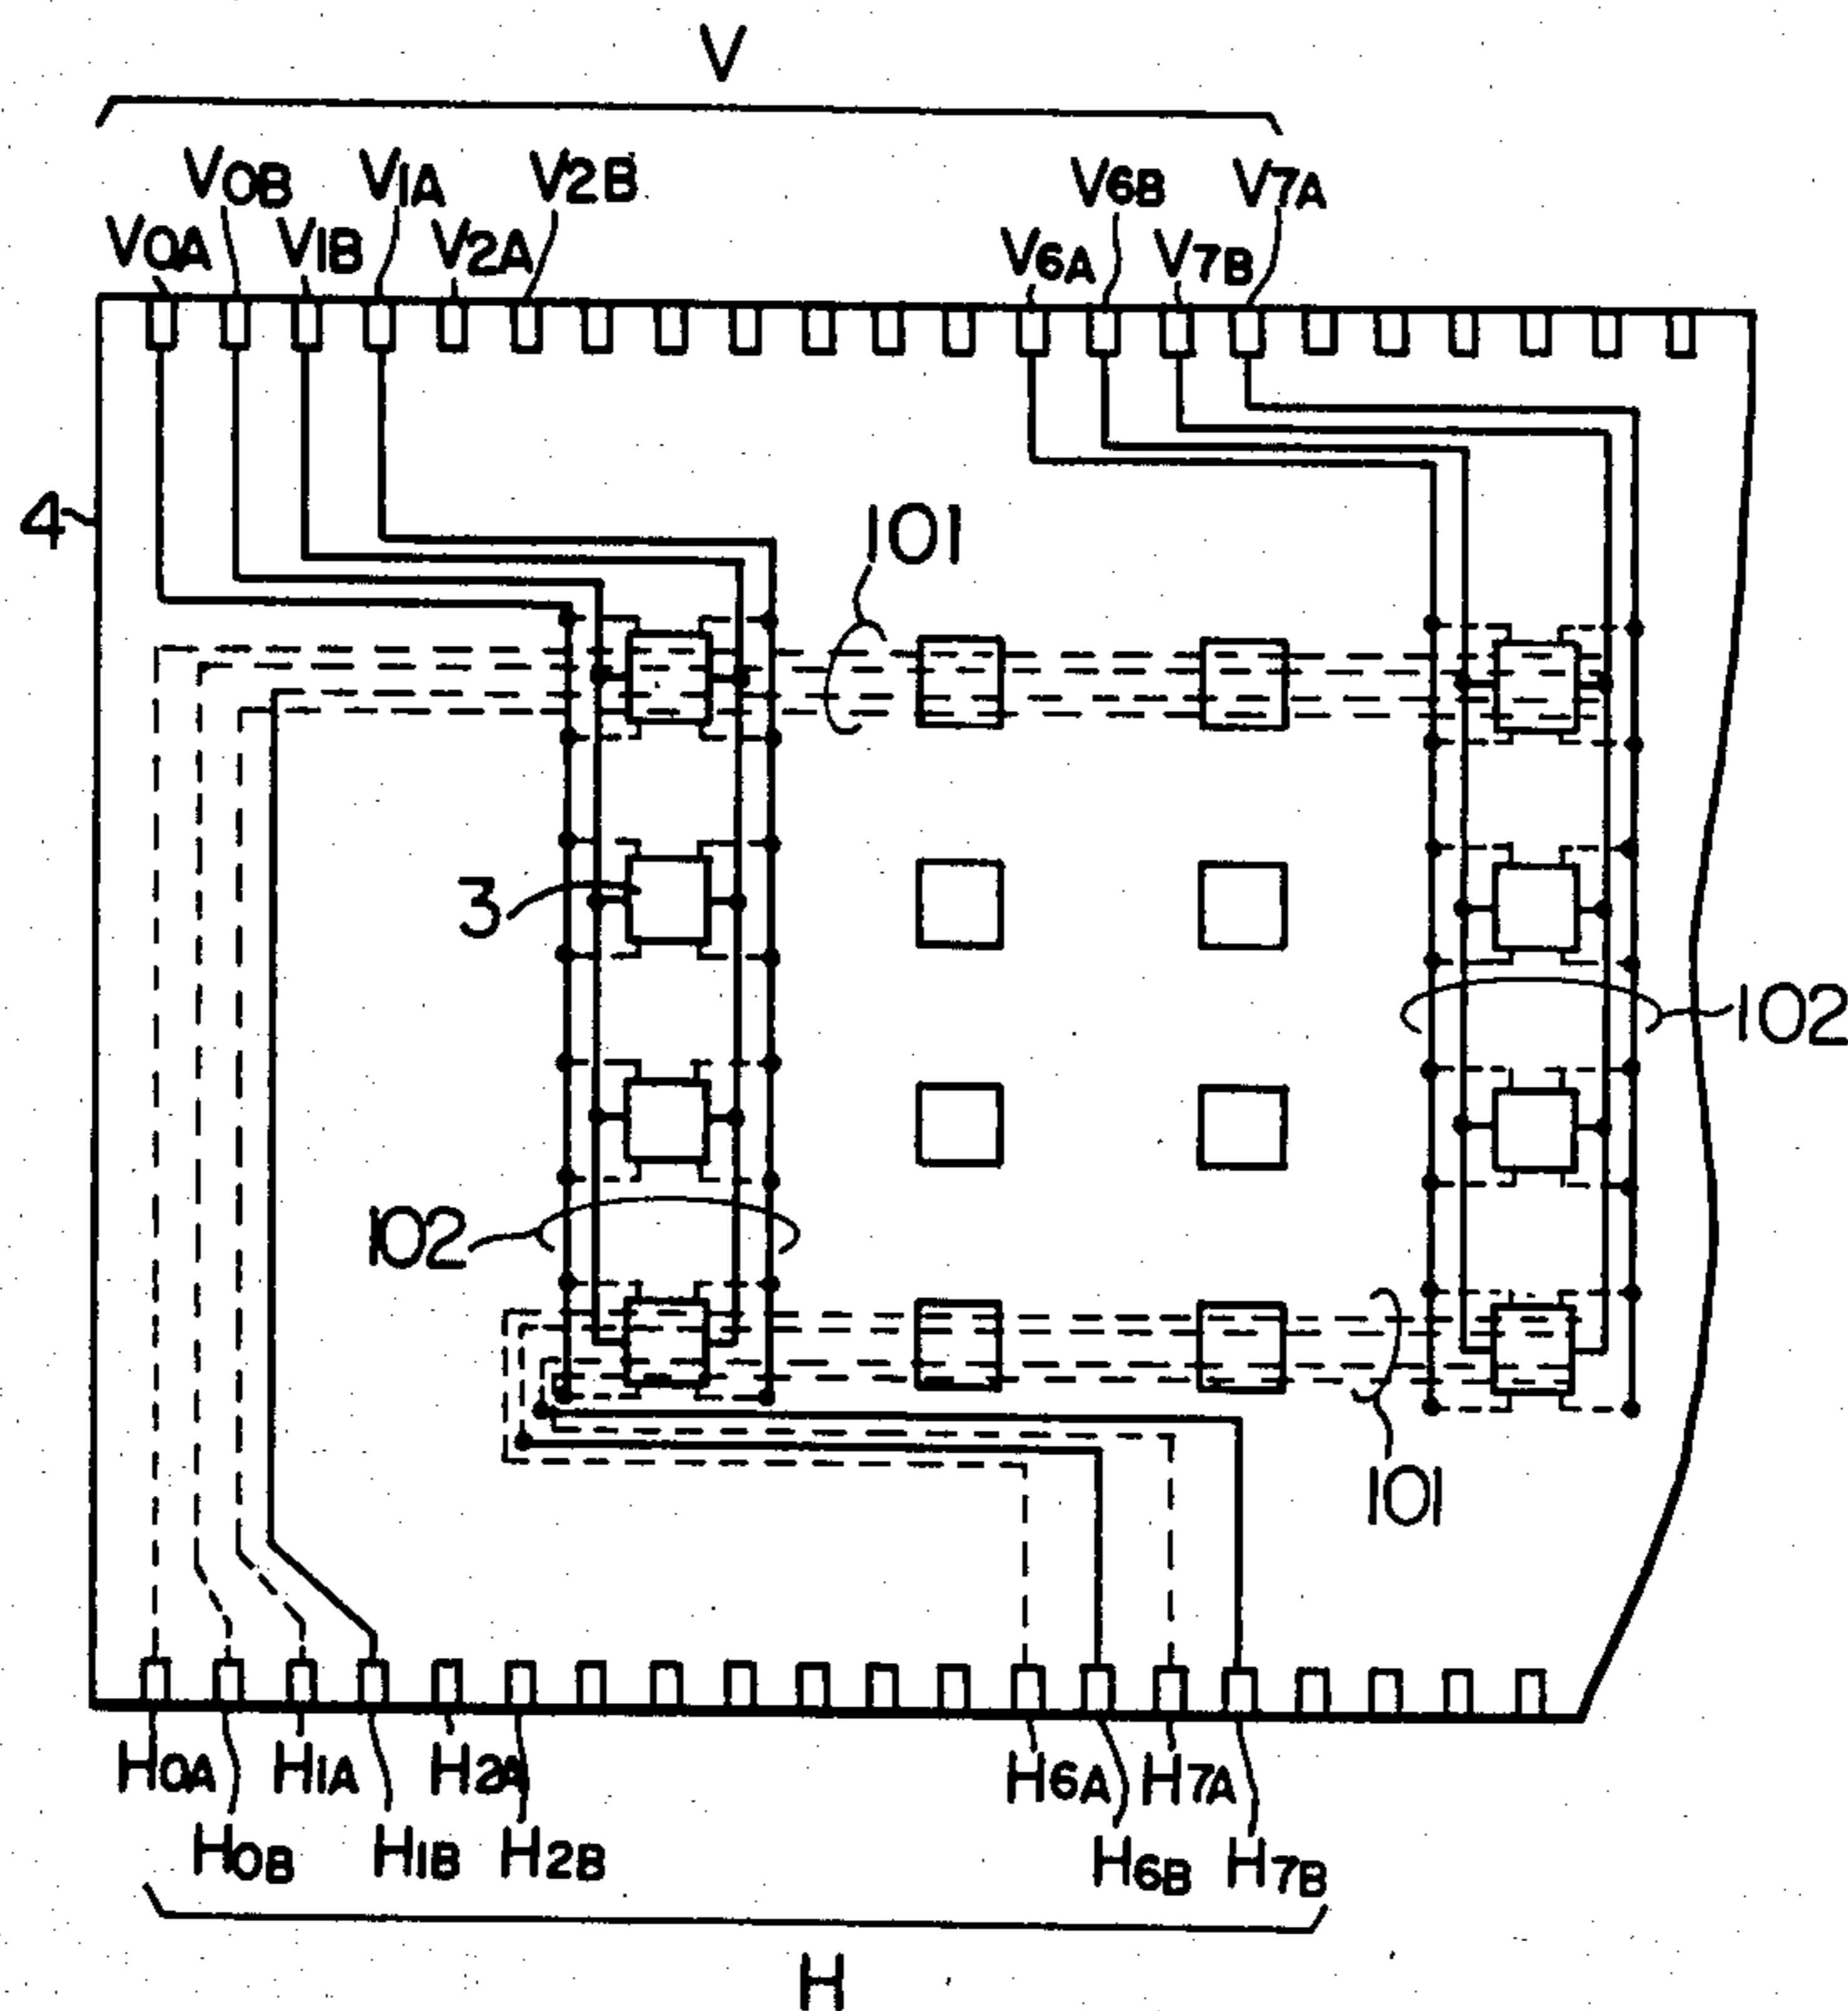 V
V0B V1A V2B V6B V7A
V0A V1B V2A V6A V7B
4
101
3
102
102
101
H0A H1A H2A H6A H7A
H0B H1B H2B H6B H7B
H